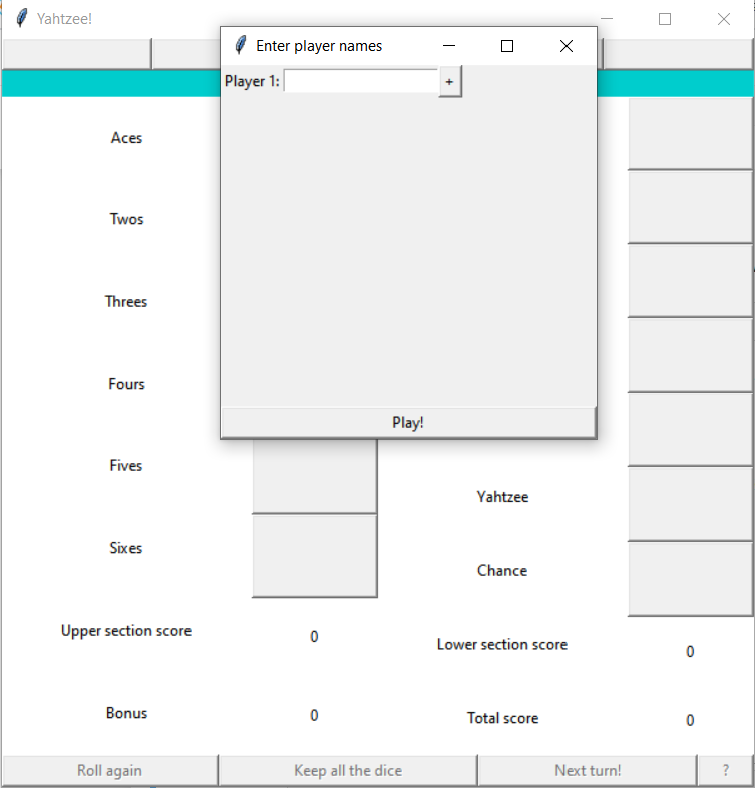 Yahtzee!
Enter player names
Player 1: +
Play!
Aces
Twos
Threes
Fours
Fives
Sixes
Upper section score 0
Bonus 0
Yahtzee
Chance
Lower section score 0
Total score 0
Roll again Keep all the dice Next turn! ?